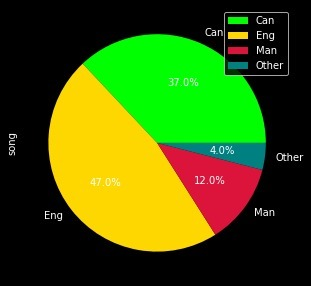 Can
Can
Eng
Man
Other
37.0%
song
4.0%
Other
47.0%
12.0%
Man
Eng